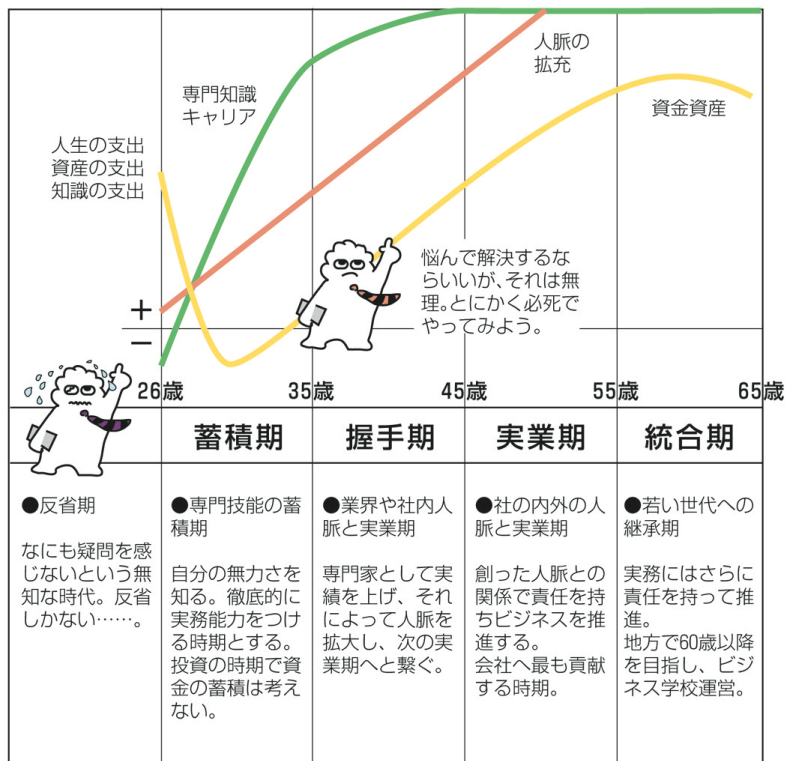 人脈の
拡充
専門知識
キャリア
資金資産
人生の支出
資産の支出
知識の支出
悩んで解決するな
らいいが、それは無
理。とにかく必死で
やってみよう。
+
−
26歳
35歳
45歳
55歳
65歳
蓄積期
握手期
実業期
統合期
●反省期
なにも疑問を感
じないという無
知な時代。反省
しかない……。
●専門技能の蓄
積期
自分の無力さを
知る。徹底的に
実務能力をつけ
る時期とする。
投資の時期で資
金の蓄積は考え
ない。
●業界や社内人
脈と実業期
専門家として実
績を上げ、それ
によって人脈を
拡大し、次の実
業期へと繋ぐ。
●社の内外の人
脈と実業期
創った人脈との
関係で責任を持
ちビジネスを推
進する。
会社へ最も貢献
する時期。
●若い世代への
継承期
実務にはさらに
責任を持って推
進。
地方で60歳以降
を目指し、ビジ
ネス学校運営。